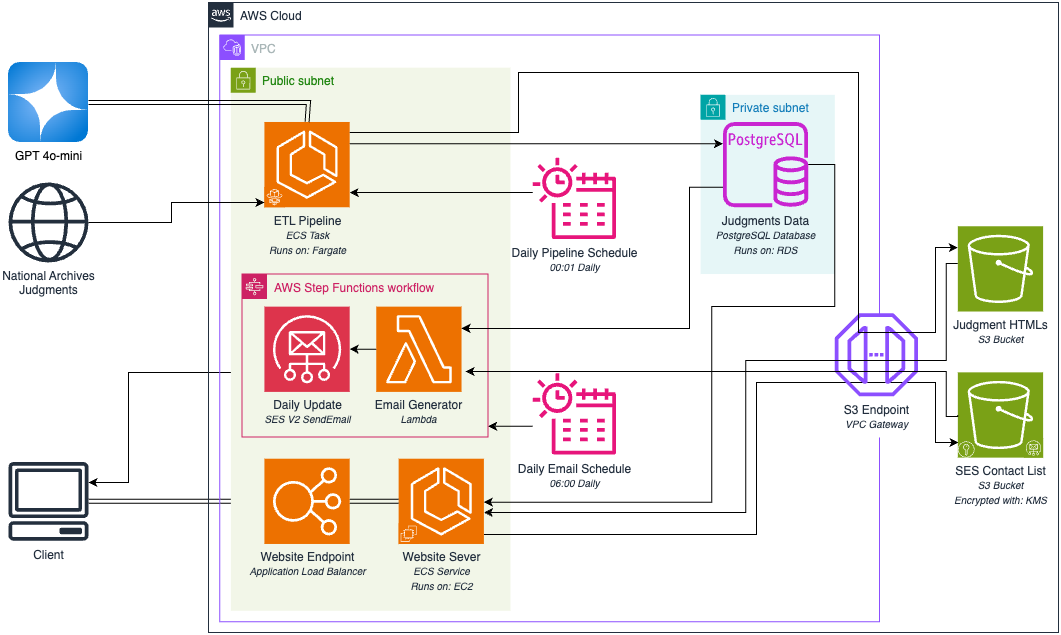 aws
AWS Cloud
VPC
Public subnet
GPT 4o-mini
National Archives
Judgments
ETL Pipeline
ECS Task
Runs on: Fargate
Daily Pipeline Schedule
00:01 Daily
Private subnet
PostgreSQL
Judgments Data
PostgreSQL Database
Runs on: RDS
AWS Step Functions workflow
Daily Update
SES V2 SendEmail
Email Generator
Lambda
Daily Email Schedule
06:00 Daily
S3 Endpoint
VPC Gateway
Judgment HTMLs
S3 Bucket
SES Contact List
S3 Bucket
Encrypted with: KMS
Client
Website Endpoint
Application Load Balancer
Website Sever
ECS Service
Runs on: EC2